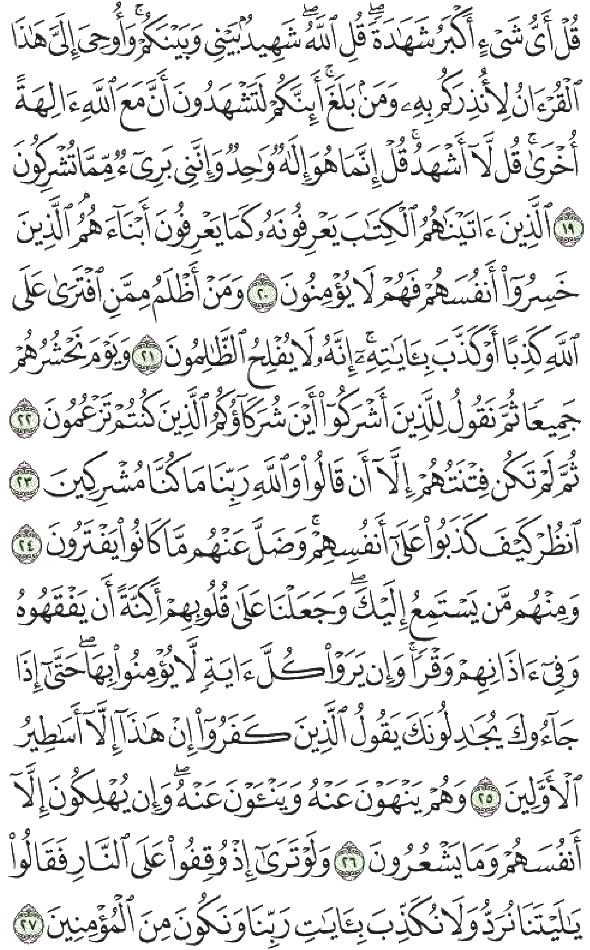 قُلْ أَىُّ شَىْءٍ أَكْبَرُ شَهَٰدَةً ۖ قُلِ ٱللَّهُ ۖ شَهِيدٌۢ بَيْنِى وَبَيْنَكُمْ ۚ وَأُوحِىَ إِلَىَّ هَٰذَا
ٱلْقُرْءَانُ لِأُنذِرَكُم بِهِۦ وَمَنۢ بَلَغَ ۚ أَئِنَّكُمْ لَتَشْهَدُونَ أَنَّ مَعَ ٱللَّهِ ءَالِهَةً
أُخْرَىٰ ۚ قُل لَّآ أَشْهَدُ ۚ قُلْ إِنَّمَا هُوَ إِلَٰهٌ وَٰحِدٌ وَإِنَّنِى بَرِىٓءٌ مِّمَّا تُشْرِكُونَ
١٩ ٱلَّذِينَ ءَاتَيْنَٰهُمُ ٱلْكِتَٰبَ يَعْرِفُونَهُۥ كَمَا يَعْرِفُونَ أَبْنَآءَهُمُ ۘ ٱلَّذِينَ
خَسِرُوٓا۟ أَنفُسَهُمْ فَهُمْ لَا يُؤْمِنُونَ ٢٠ وَمَنْ أَظْلَمُ مِمَّنِ ٱفْتَرَىٰ عَلَى
ٱللَّهِ كَذِبًا أَوْ كَذَّبَ بِـَٔايَٰتِهِۦٓ ۗ إِنَّهُۥ لَا يُفْلِحُ ٱلظَّٰلِمُونَ ٢١ وَيَوْمَ نَحْشُرُهُمْ
جَمِيعًا ثُمَّ نَقُولُ لِلَّذِينَ أَشْرَكُوٓا۟ أَيْنَ شُرَكَآؤُكُمُ ٱلَّذِينَ كُنتُمْ تَزْعُمُونَ ٢٢
ثُمَّ لَمْ تَكُن فِتْنَتُهُمْ إِلَّآ أَن قَالُوا۟ وَٱللَّهِ رَبِّنَا مَا كُنَّا مُشْرِكِينَ ٢٣
ٱنظُرْ كَيْفَ كَذَبُوا۟ عَلَىٰٓ أَنفُسِهِمْ ۚ وَضَلَّ عَنْهُم مَّا كَانُوا۟ يَفْتَرُونَ ٢٤
وَمِنْهُم مَّن يَسْتَمِعُ إِلَيْكَ ۖ وَجَعَلْنَا عَلَىٰ قُلُوبِهِمْ أَكِنَّةً أَن يَفْقَهُوهُ
وَفِىٓ ءَاذَانِهِمْ وَقْرًا ۚ وَإِن يَرَوْا۟ كُلَّ ءَايَةٍ لَّا يُؤْمِنُوا۟ بِهَا ۚ حَتَّىٰٓ إِذَا
جَآءُوكَ يُجَٰدِلُونَكَ يَقُولُ ٱلَّذِينَ كَفَرُوٓا۟ إِنْ هَٰذَآ إِلَّآ أَسَٰطِيرُ
ٱلْأَوَّلِينَ ٢٥ وَهُمْ يَنْهَوْنَ عَنْهُ وَيَنْـَٔوْنَ عَنْهُ ۖ وَإِن يُهْلِكُونَ إِلَّآ
أَنفُسَهُمْ وَمَا يَشْعُرُونَ ٢٦ وَلَوْ تَرَىٰٓ إِذْ وُقِفُوا۟ عَلَى ٱلنَّارِ فَقَالُوا۟
يَٰلَيْتَنَا نُرَدُّ وَلَا نُكَذِّبَ بِـَٔايَٰتِ رَبِّنَا وَنَكُونَ مِنَ ٱلْمُؤْمِنِينَ ٢٧